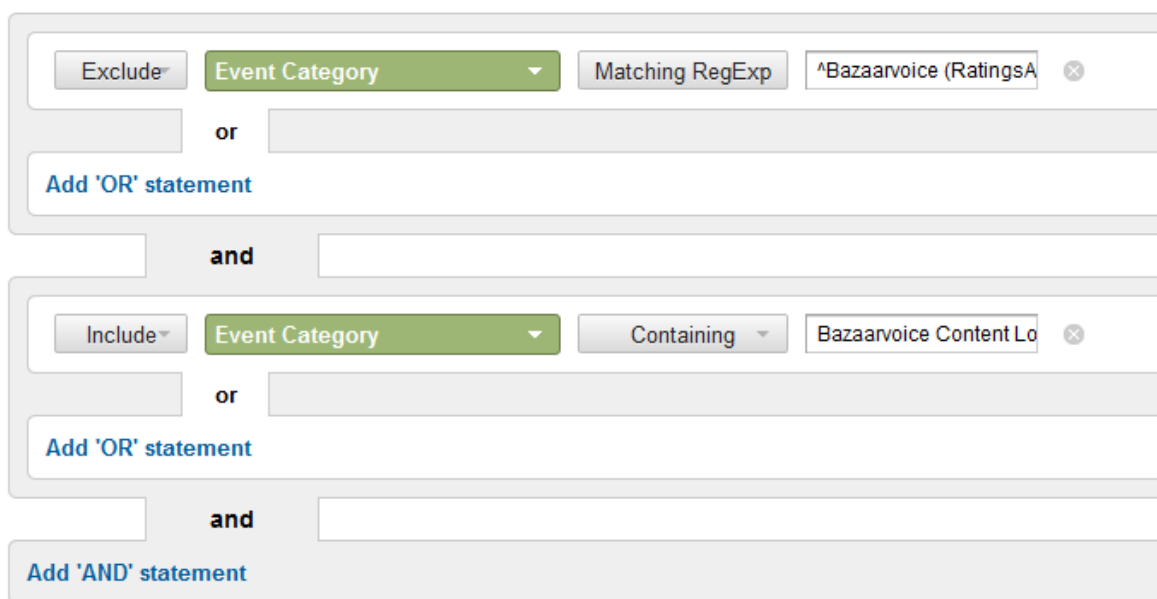 Exclude Event Category Matching RegExp ^Bazaarvoice (RatingsA
or
Add 'OR' statement
and
Include Event Category Containing Bazaarvoice Content Lo
or
Add 'OR' statement
and
Add 'AND' statement